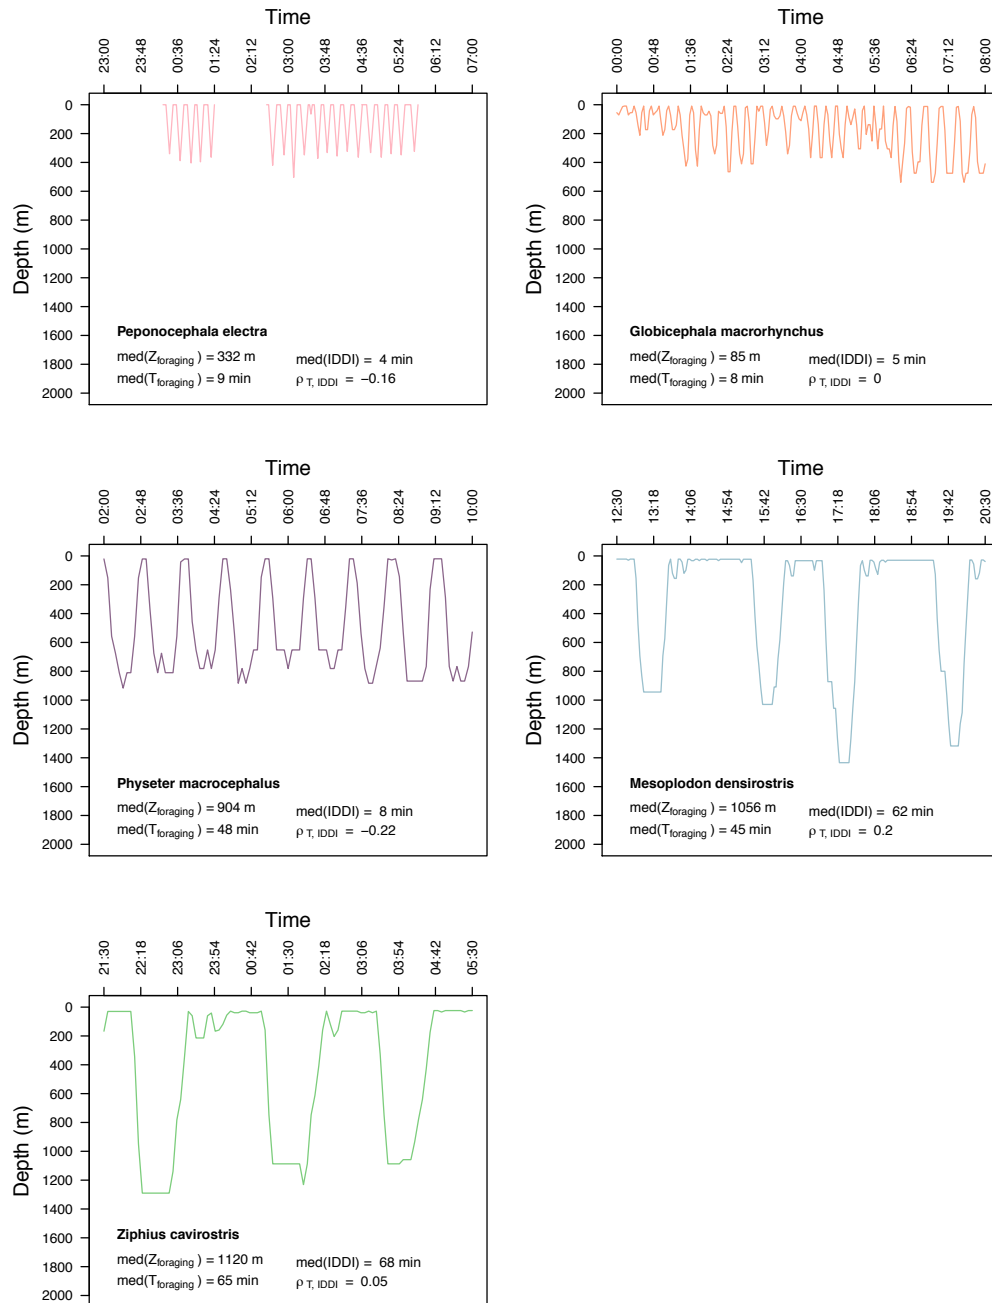 Time
23:00 23:48 00:36 01:24 02:12 03:00 03:48 04:36 05:24 06:12 07:00
Depth (m)
0
200
400
600
800
1000
1200
1400
1600
1800
2000
Peponocephala electra
med(Zforaging) = 332 m med(IDDI) = 4 min
med(Tforaging) = 9 min ρ T, IDDI = −0.16
Time
00:00 00:48 01:36 02:24 03:12 04:00 04:48 05:36 06:24 07:12 08:00
Depth (m)
0
200
400
600
800
1000
1200
1400
1600
1800
2000
Globicephala macrorhynchus
med(Zforaging) = 85 m med(IDDI) = 5 min
med(Tforaging) = 8 min ρ T, IDDI = 0
Time
02:00 02:48 03:36 04:24 05:12 06:00 06:48 07:36 08:24 09:12 10:00
Depth (m)
0
200
400
600
800
1000
1200
1400
1600
1800
2000
Physeter macrocephalus
med(Zforaging) = 904 m med(IDDI) = 8 min
med(Tforaging) = 48 min ρ T, IDDI = −0.22
Time
12:30 13:18 14:06 14:54 15:42 16:30 17:18 18:06 18:54 19:42 20:30
Depth (m)
0
200
400
600
800
1000
1200
1400
1600
1800
2000
Mesoplodon densirostris
med(Zforaging) = 1056 m med(IDDI) = 62 min
med(Tforaging) = 45 min ρ T, IDDI = 0.2
Time
21:30 22:18 23:06 23:54 00:42 01:30 02:18 03:06 03:54 04:42 05:30
Depth (m)
0
200
400
600
800
1000
1200
1400
1600
1800
2000
Ziphius cavirostris
med(Zforaging) = 1120 m med(IDDI) = 68 min
med(Tforaging) = 65 min ρ T, IDDI = 0.05